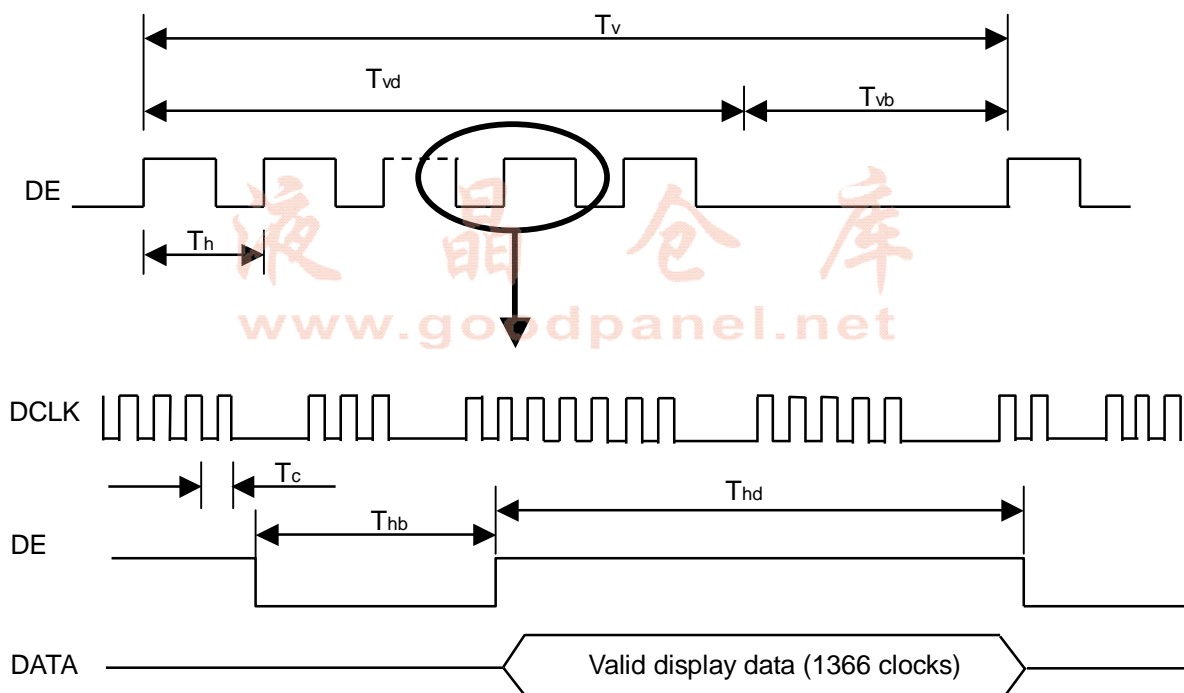 Tv
Tvd
Tvb
DE
Th
液晶仓库
www.goodpanel.net
DCLK
Tc
Thd
Thb
DE
DATA
Valid display data (1366 clocks)